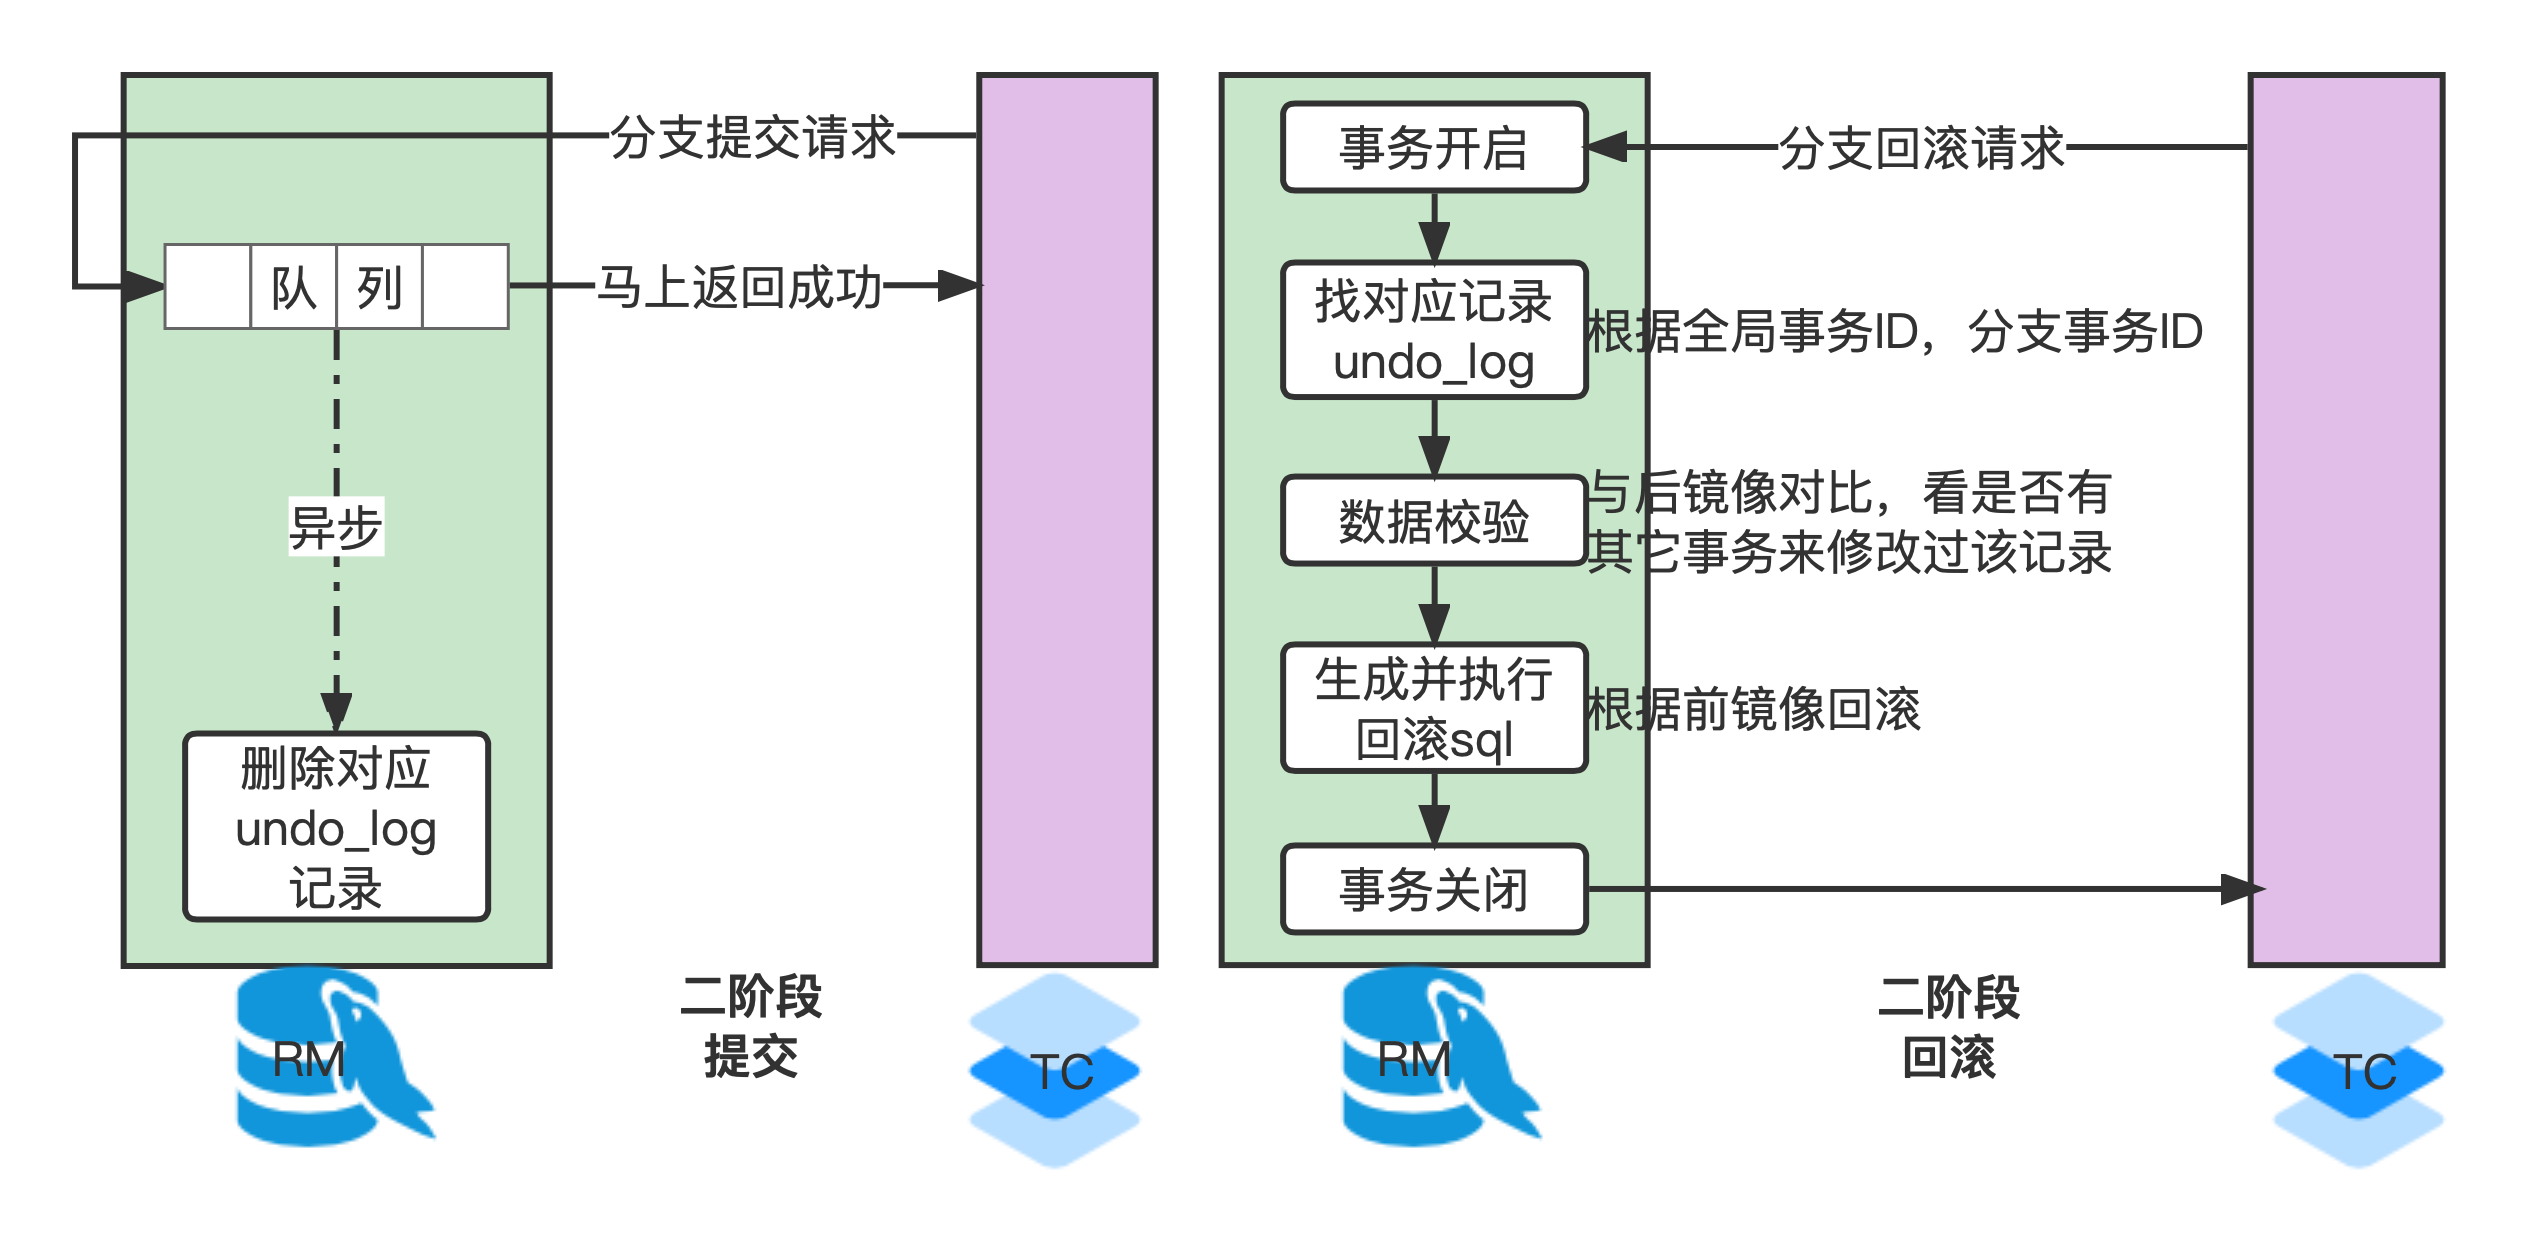 分支提交请求
队 列
马上返回成功
异步
删除对应
undo_log
记录
RM
二阶段
提交
TC
事务开启
分支回滚请求
找对应记录
undo_log
根据全局事务ID，分支事务ID
数据校验
与后镜像对比，看是否有
其它事务来修改过该记录
生成并执行
回滚sql
根据前镜像回滚
事务关闭
RM
二阶段
回滚
TC